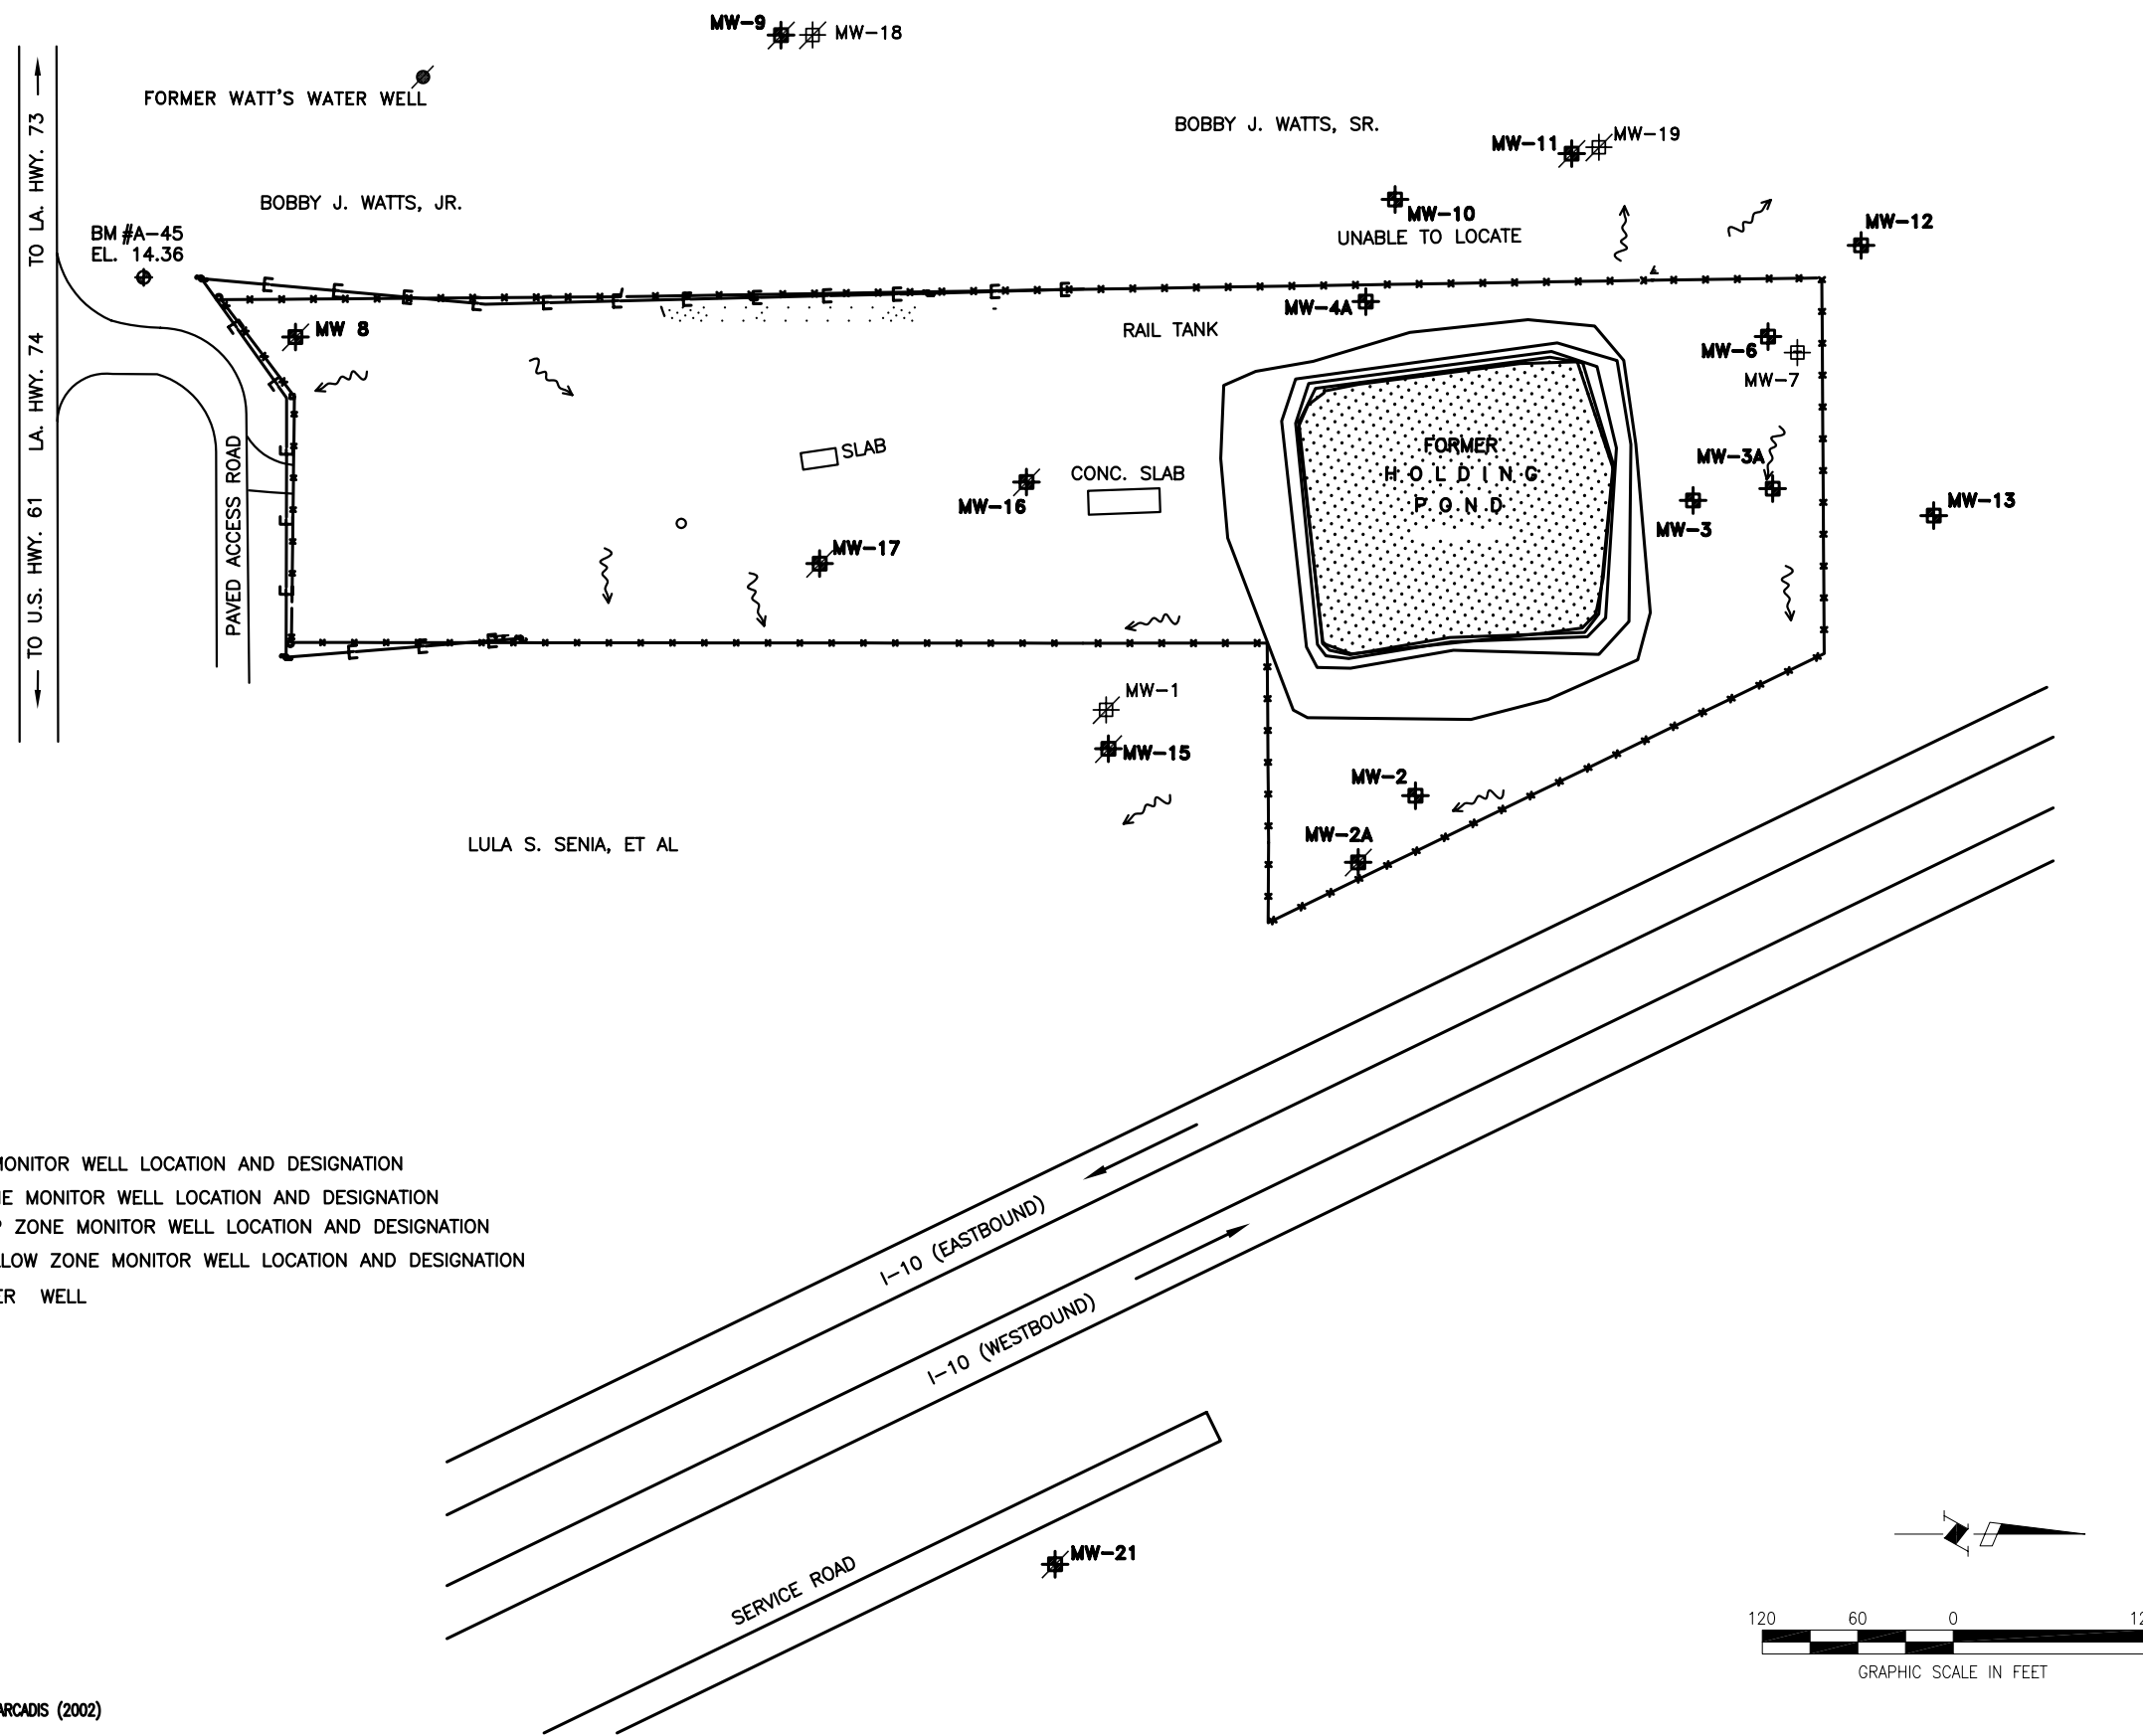 MW-9
MW-18
FORMER WATT'S WATER WELL
BOBBY J. WATTS, SR.
MW-11
MW-19
BOBBY J. WATTS, JR.
MW-10
UNABLE TO LOCATE
MW-12
BM #A-45
EL. 14.36
MW 8
MW-4A
RAIL TANK
MW-6
MW-7
TO U.S. HWY. 61 LA. HWY. 74 TO LA. HWY. 73
PAVED ACCESS ROAD
SLAB
CONC. SLAB
FORMER
HOLDING
POND
MW-3A
MW-16
MW-3
MW-13
MW-17
MW-1
MW-15
MW-2
MW-2A
LULA S. SENIA, ET AL
MONITOR WELL LOCATION AND DESIGNATION
MONITOR WELL LOCATION AND DESIGNATION
ZONE MONITOR WELL LOCATION AND DESIGNATION
ZONE MONITOR WELL LOCATION AND DESIGNATION
WELL
I-10 (EASTBOUND)
I-10 (WESTBOUND)
SERVICE ROAD
MW-21
120 60 0
GRAPHIC SCALE IN FEET
ARCADIS (2002)